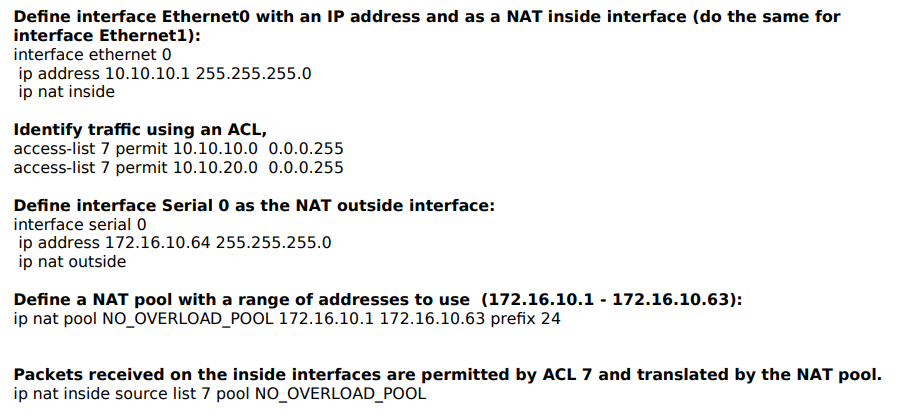 Define interface Ethernet0 with an IP address and as a NAT inside interface (do the same for
interface Ethernet1):
interface ethernet 0
ip address 10.10.10.1 255.255.255.0
ip nat inside
Identify traffic using an ACL,
access-list 7 permit 10.10.10.0  0.0.0.255
access-list 7 permit 10.10.20.0  0.0.0.255
Define interface Serial 0 as the NAT outside interface:
interface serial 0
ip address 172.16.10.64 255.255.255.0
ip nat outside
Define a NAT pool with a range of addresses to use  (172.16.10.1 - 172.16.10.63):
ip nat pool NO_OVERLOAD_POOL 172.16.10.1 172.16.10.63 prefix 24
Packets received on the inside interfaces are permitted by ACL 7 and translated by the NAT pool.
ip nat inside source list 7 pool NO_OVERLOAD_POOL